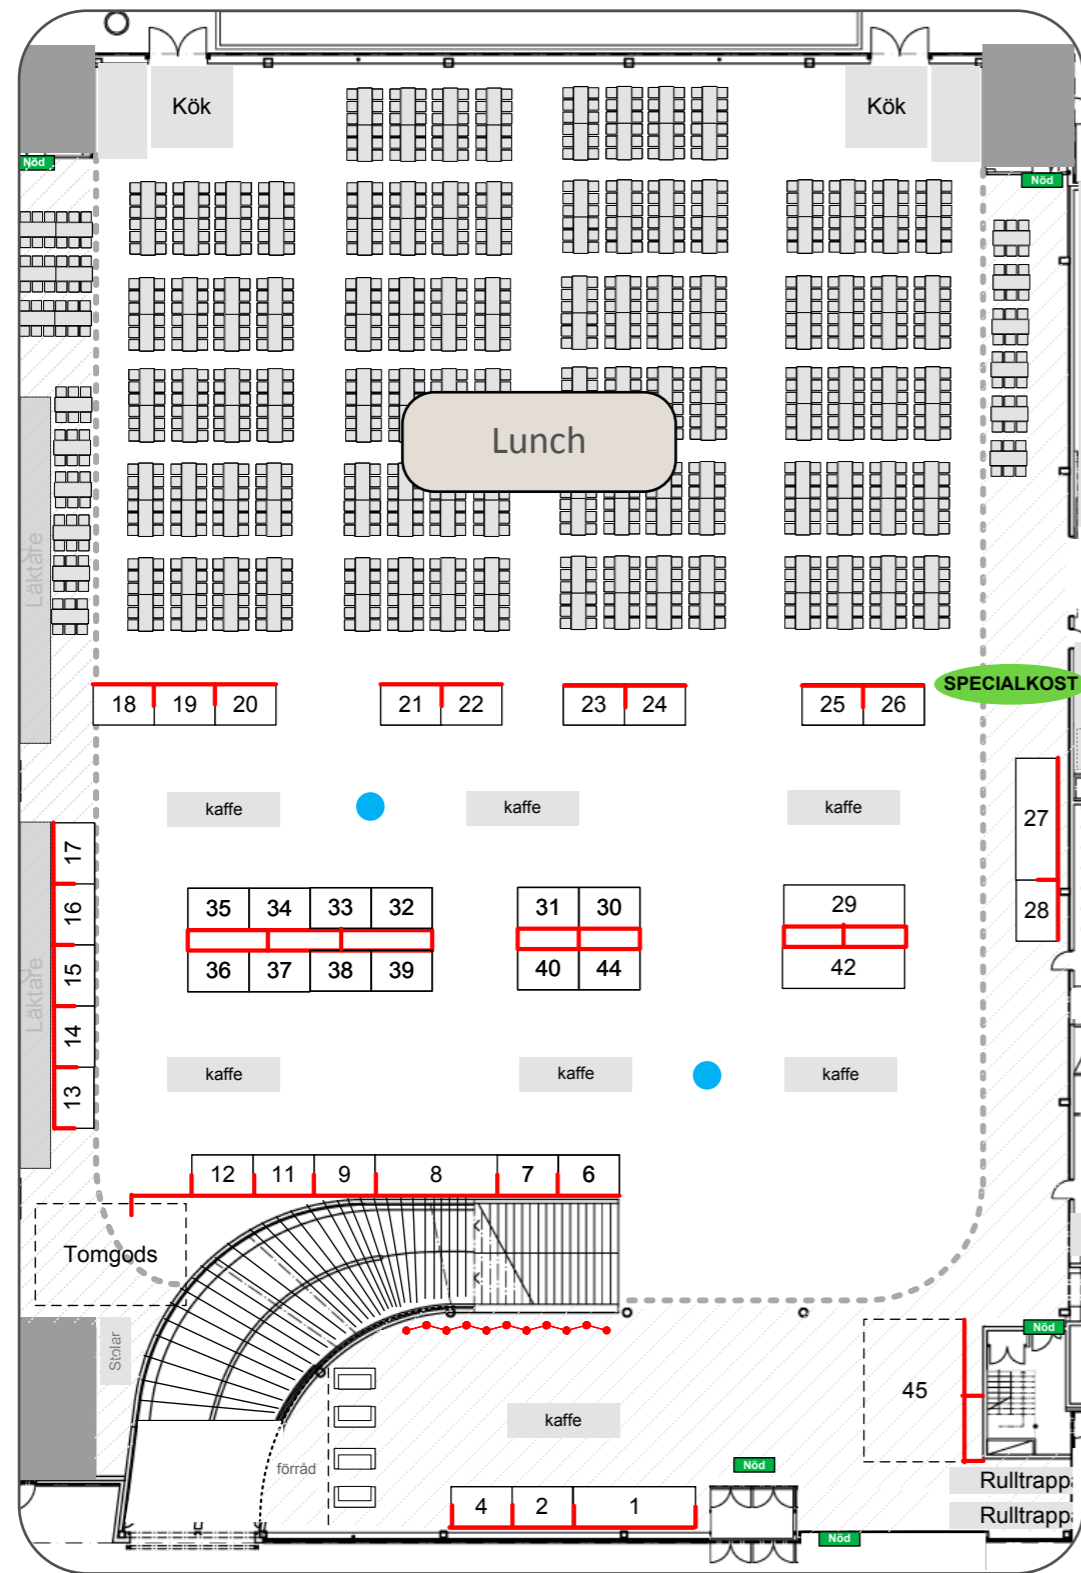 Kök
Kök
Nöd
Nöd
Lunch
Läktare
SPECIALKOST
18 19 20 21 22 23 24 25 26
kaffe kaffe kaffe
27
28
17
16
15
14
13
Läktare
35 34 33 32 31 30 29
36 37 38 39 40 44 42
kaffe kaffe kaffe
12 11 9 8 7 6
Tomgods
Stolar
Nöd
45
kaffe
förråd
Nöd
Rulltrapp
Rulltrapp
4 2 1
Nöd